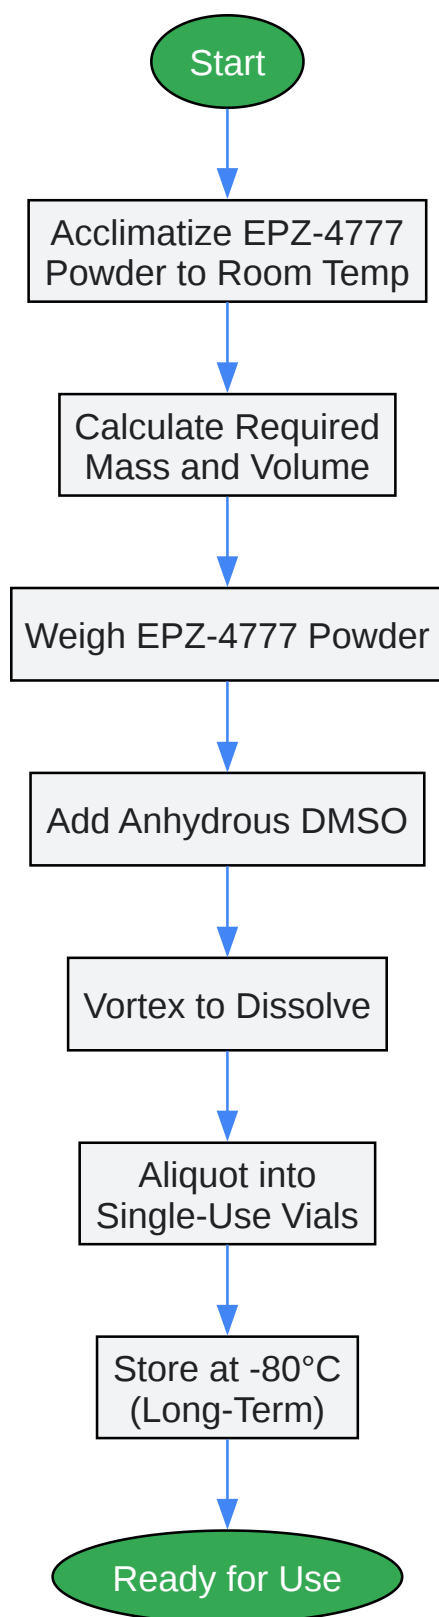 Start
Acclimatize EPZ-4777
Powder to Room Temp
Calculate Required
Mass and Volume
Weigh EPZ-4777 Powder
Add Anhydrous DMSO
Vortex to Dissolve
Aliquot into
Single-Use Vials
Store at -80°C
(Long-Term)
Ready for Use